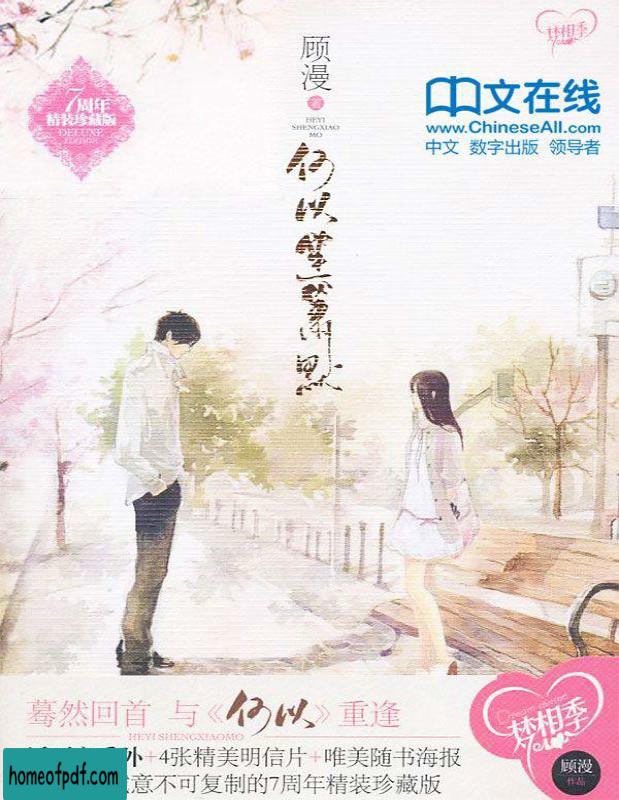 梦相季
顾漫
著
HEYI
SHENGXIAO
MO
何以笙箫默
7周年
精装珍藏版
DELUXE
EDITION
中文在线
www.ChineseAll.com
中文 数字出版 领导者
蓦然回首 与《何以》重逢
HEYI SHENGXIAOMO
外+4张精美明信片+唯美随书海报
意不可复制的7周年精装珍藏版
梦相季
顾漫
作品
homeofpdf.com